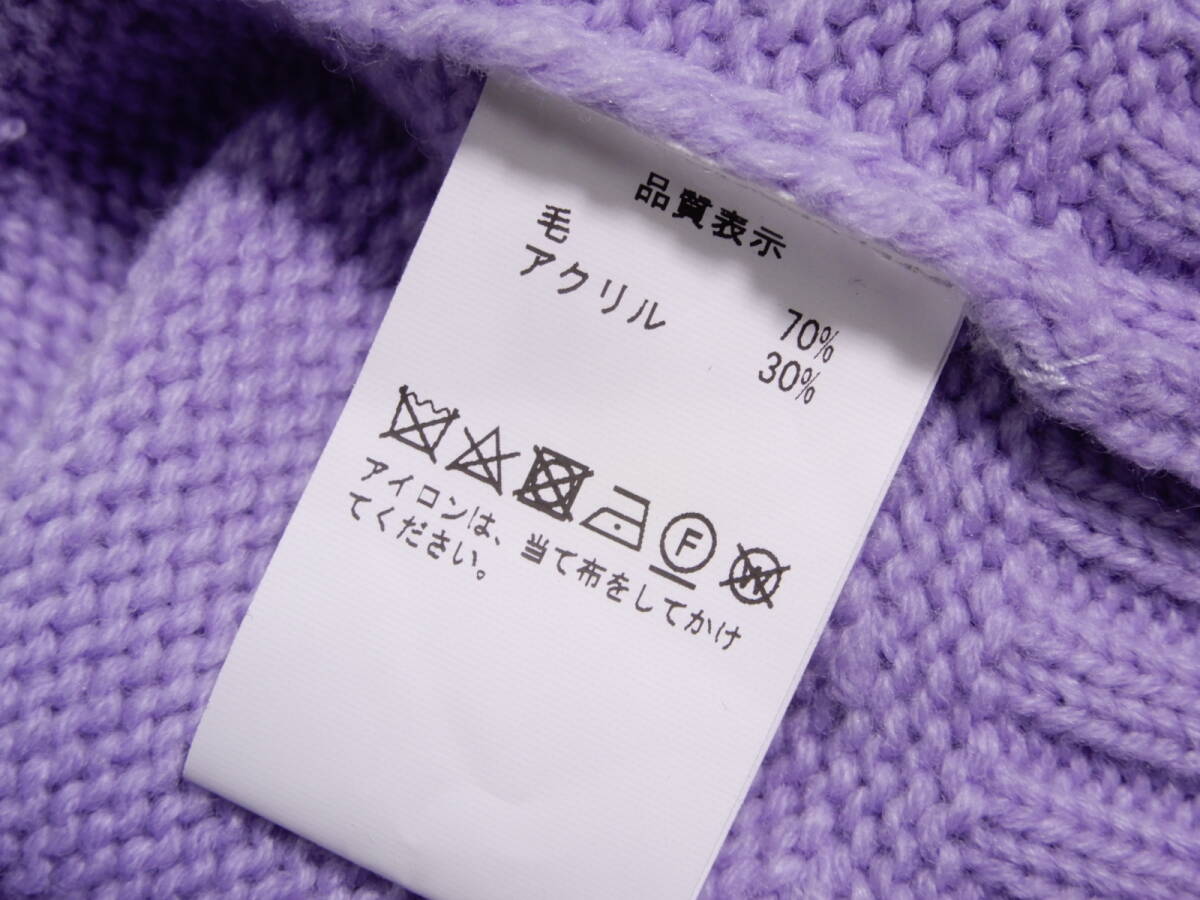 品質表示
毛 70%
アクリル 30%
F W
アイロンは、当て布をしてかけ
てください。